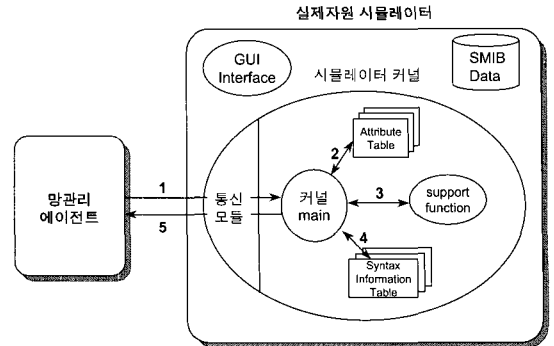 실제자원 시뮬레이터
GUI
Interface
SMIB
Data
시뮬레이터 커널
Attribute
Table
2
망관리
에이전트
1
5
통신
모듈
커널
main
3
support
function
4
Syntax
Information
Table